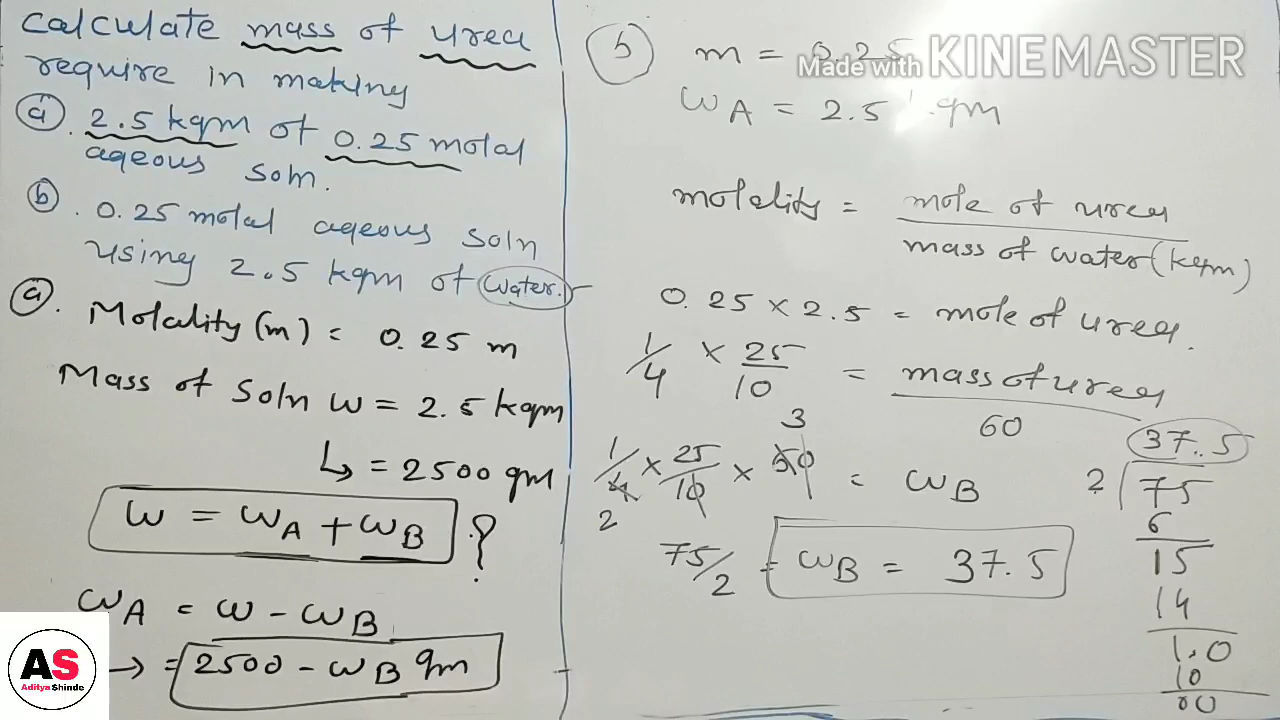 calculate mass of urea
require in making
ⓐ. 2.5 kgm of 0.25 molal
aqeous soln.
ⓑ. 0.25 molal aqeous soln
using 2.5 kgm of water.
ⓐ. Molality (m) = 0.25 m
Mass of soln W = 2.5 kgm
↳ = 2500 gm
W = WA + WB ?
WA = W - WB
→ = 2500 - WB gm
AS
Aditya Shinde
ⓑ m = 0.25
Made with KINEMASTER
WA = 2.5 gm
molality = mole of urea
mass of water (kgm)
0.25 × 2.5 = mole of urea.
1/4 × 25/10 = mass of urea
60
3
1/4 × 25/10 × 60 = WB
2
75/2 - WB = 37.5
37.5
2 75
6
15
14
1.0
10
00